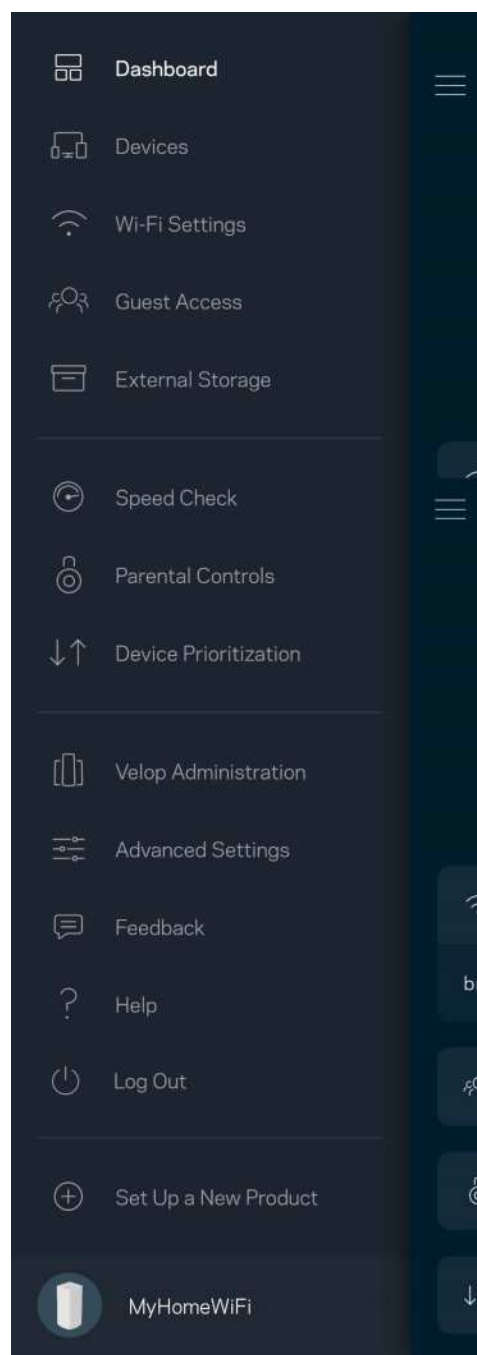 Dashboard
Devices
Wi-Fi Settings
Guest Access
External Storage
Speed Check
Parental Controls
Device Prioritization
Velop Administration
Advanced Settings
Feedback
Help
Log Out
Set Up a New Product
MyHomeWiFi